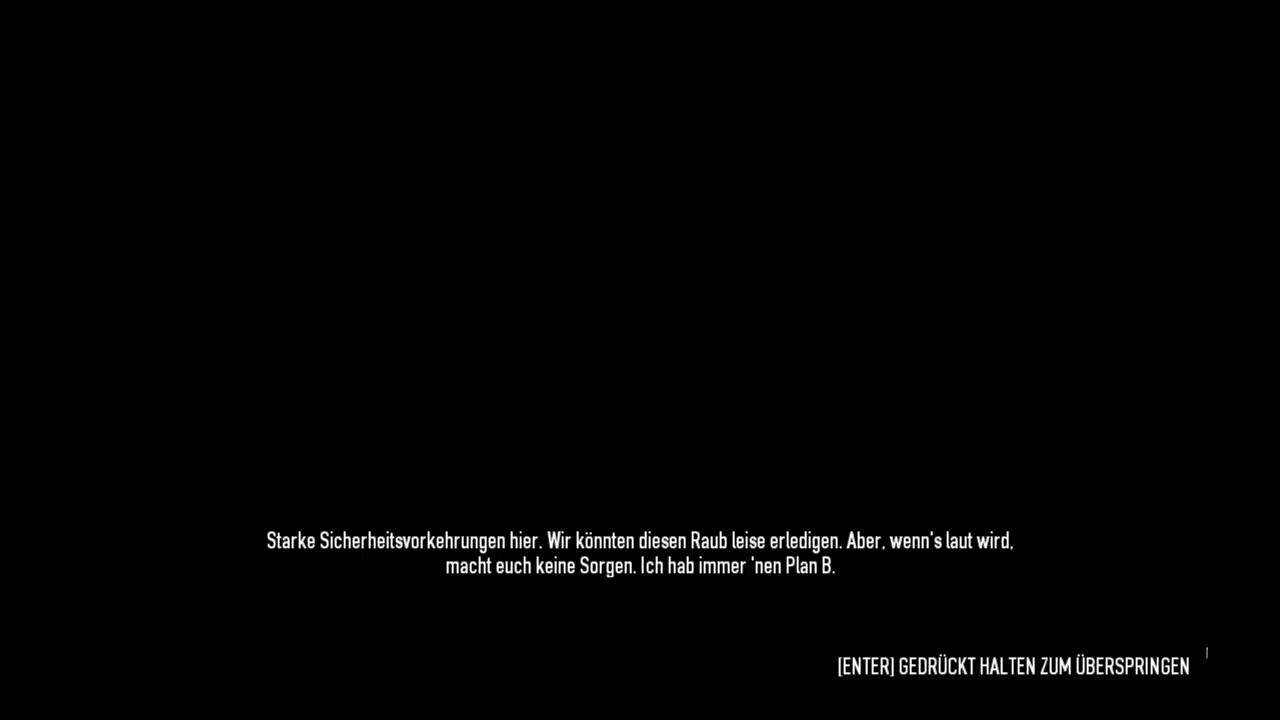 Starke Sicherheitsvorkehrungen hier. Wir könnten diesen Raub leise erledigen. Aber, wenn's laut wird,
macht euch keine Sorgen. Ich hab immer 'nen Plan B.
[ENTER] GEDRÜCKT HALTEN ZUM ÜBERSPRINGEN